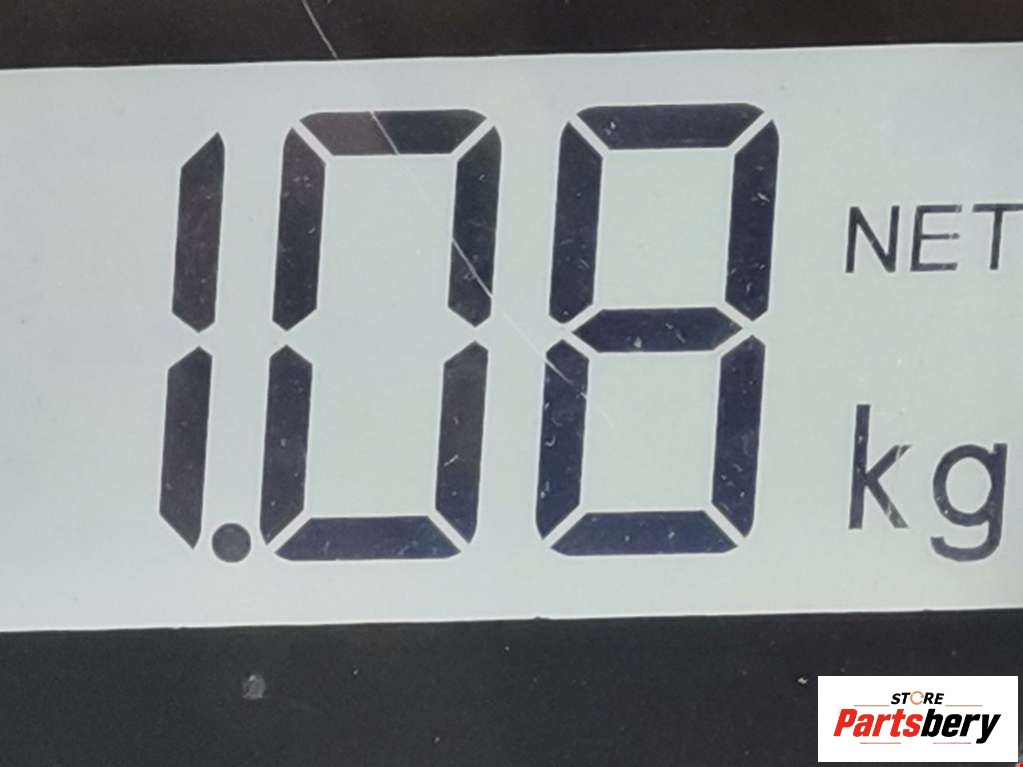 1.08
NET
kg
STORE
Partsbery